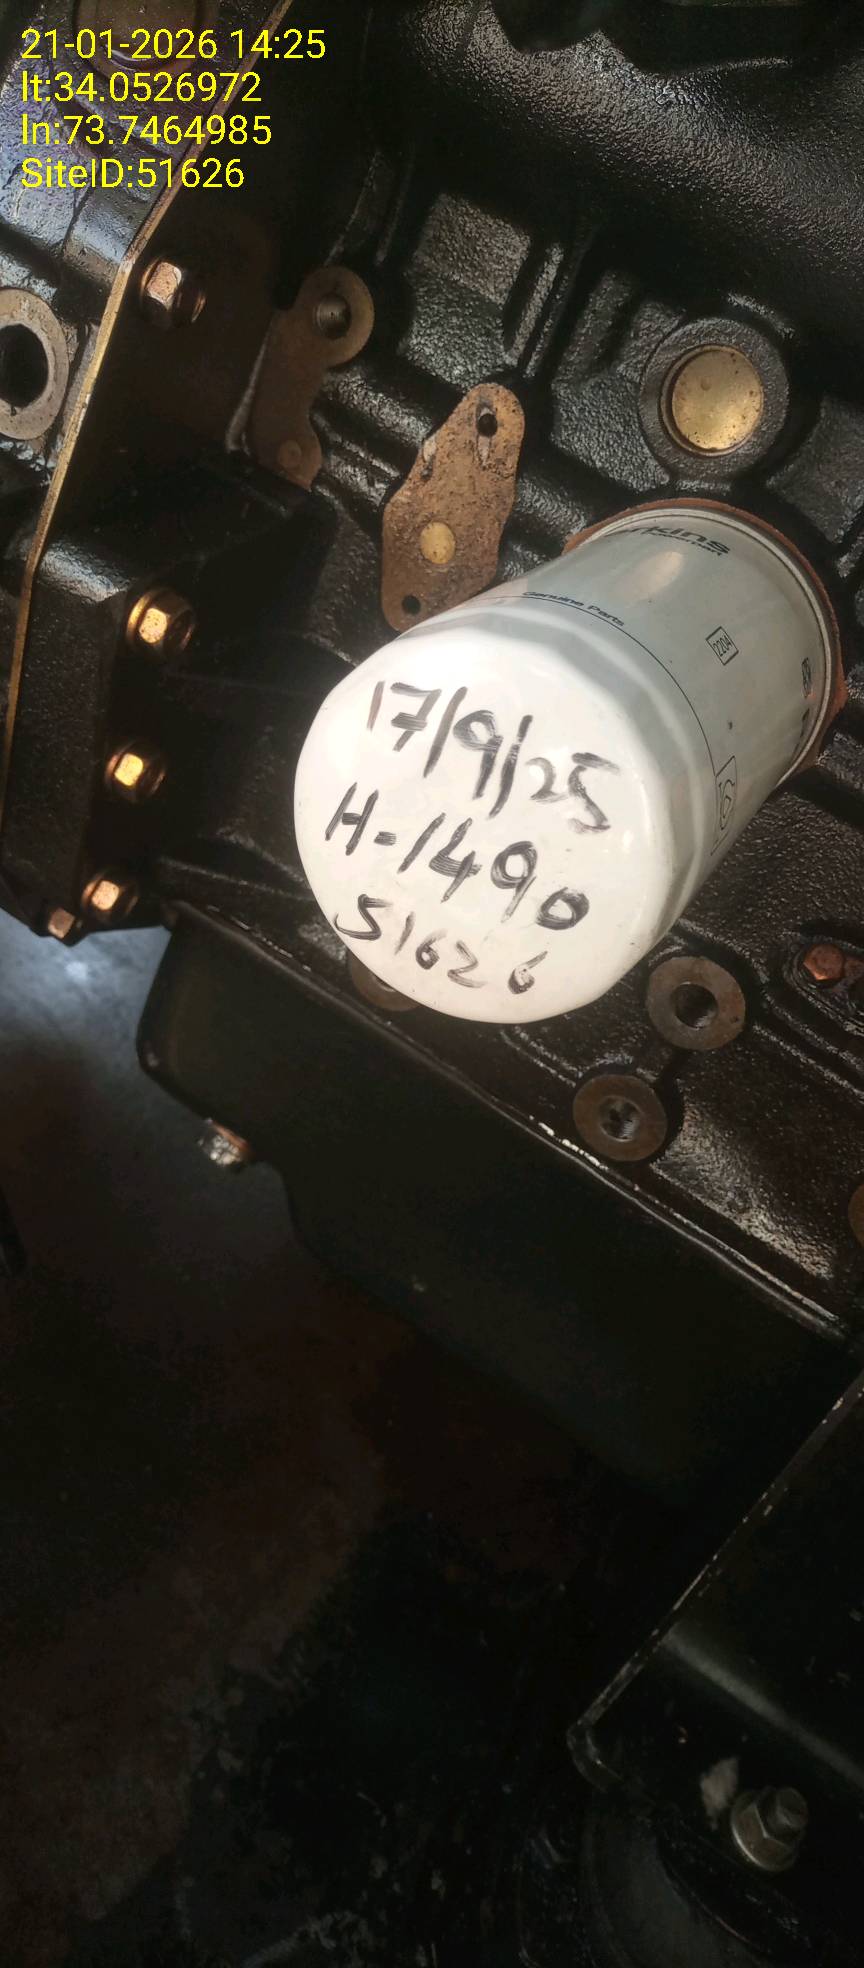 21-01-2026 14:25
lt:34.0526972
ln:73.7464985
SiteID:51626
Genuine Parts
2204
17/9/25
H-1490
51626